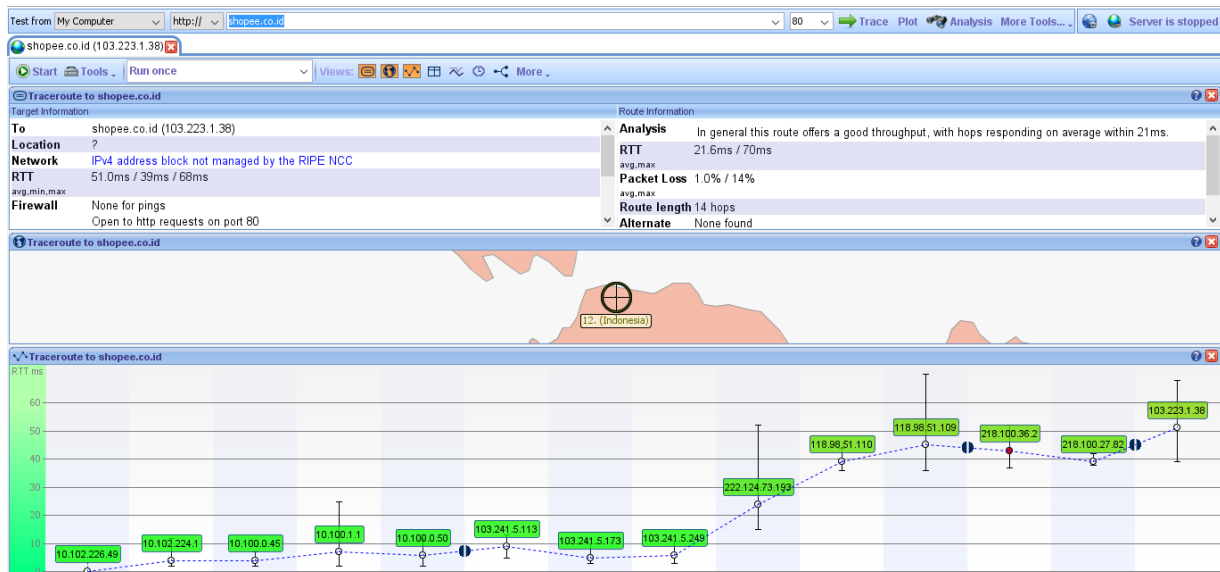 Test from My Computer http:// shopee.co.id 80 Trace Plot Analysis More Tools... Server is stopped
shopee.co.id (103.223.1.38)
Start Tools Run once Views: More
Traceroute to shopee.co.id
Target Information Route Information
To shopee.co.id (103.223.1.38)
Location ?
Network IPv4 address block not managed by the RIPE NCC
RTT 51.0ms / 39ms / 68ms
avg,min,max
Firewall None for pings
Open to http requests on port 80
Analysis In general this route offers a good throughput, with hops responding on average within 21ms.
RTT 21.6ms / 70ms
avg,max
Packet Loss 1.0% / 14%
avg,max
Route length 14 hops
Alternate None found
Traceroute to shopee.co.id
12. (Indonesia)
Traceroute to shopee.co.id
RTT ms
60
50
40
30
20
10
0
10.102.226.49
10.102.224.1
10.100.0.45
10.100.1.1
10.100.0.50
103.241.5.113
103.241.5.173
103.241.5.249
222.124.73.193
118.98.51.110
118.98.51.109
218.100.36.2
218.100.27.82
103.223.1.38